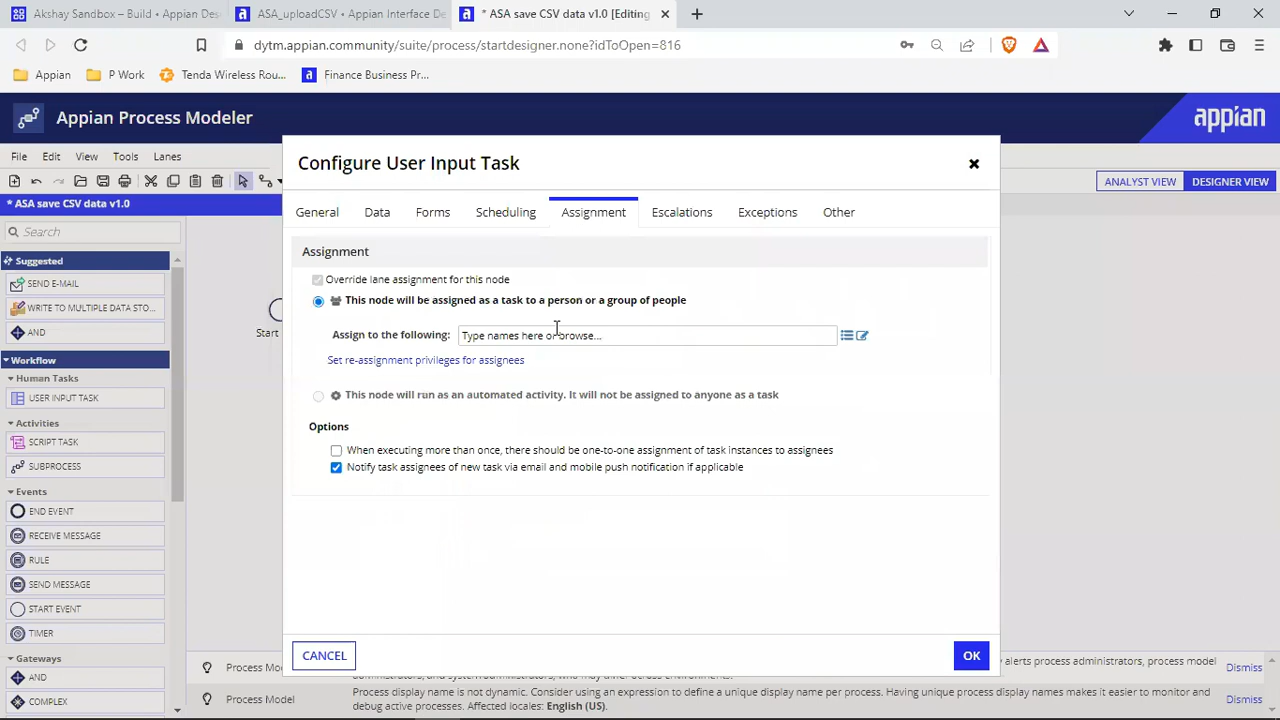 Akshay Sandbox – Build • Appian Des
ASA_uploadCSV • Appian Interface De
* ASA save CSV data v1.0 [Editing]
dytm.appian.community/suite/process/startdesigner.none?idToOpen=816
Appian
P Work
Tenda Wireless Rou...
Finance Business Pr...
Appian Process Modeler
appian
File
Edit
View
Tools
Lanes
ANALYST VIEW
DESIGNER VIEW
* ASA save CSV data v1.0
Search
Suggested
SEND E-MAIL
WRITE TO MULTIPLE DATA STO...
AND
Workflow
Human Tasks
USER INPUT TASK
Activities
SCRIPT TASK
SUBPROCESS
Events
END EVENT
RECEIVE MESSAGE
RULE
SEND MESSAGE
START EVENT
TIMER
Gateways
AND
COMPLEX
Start
Configure User Input Task
General
Data
Forms
Scheduling
Assignment
Escalations
Exceptions
Other
Assignment
Override lane assignment for this node
This node will be assigned as a task to a person or a group of people
Assign to the following:
Type names here or browse...
Set re-assignment privileges for assignees
This node will run as an automated activity. It will not be assigned to anyone as a task
Options
When executing more than once, there should be one-to-one assignment of task instances to assignees
Notify task assignees of new task via email and mobile push notification if applicable
CANCEL
OK
Process Mo
alerts process administrators, process model
Dismiss
Process Model
Process display name is not dynamic. Consider using an expression to define a unique display name per process. Having unique process display names makes it easier to monitor and
debug active processes. Affected locales: English (US).
Dismiss